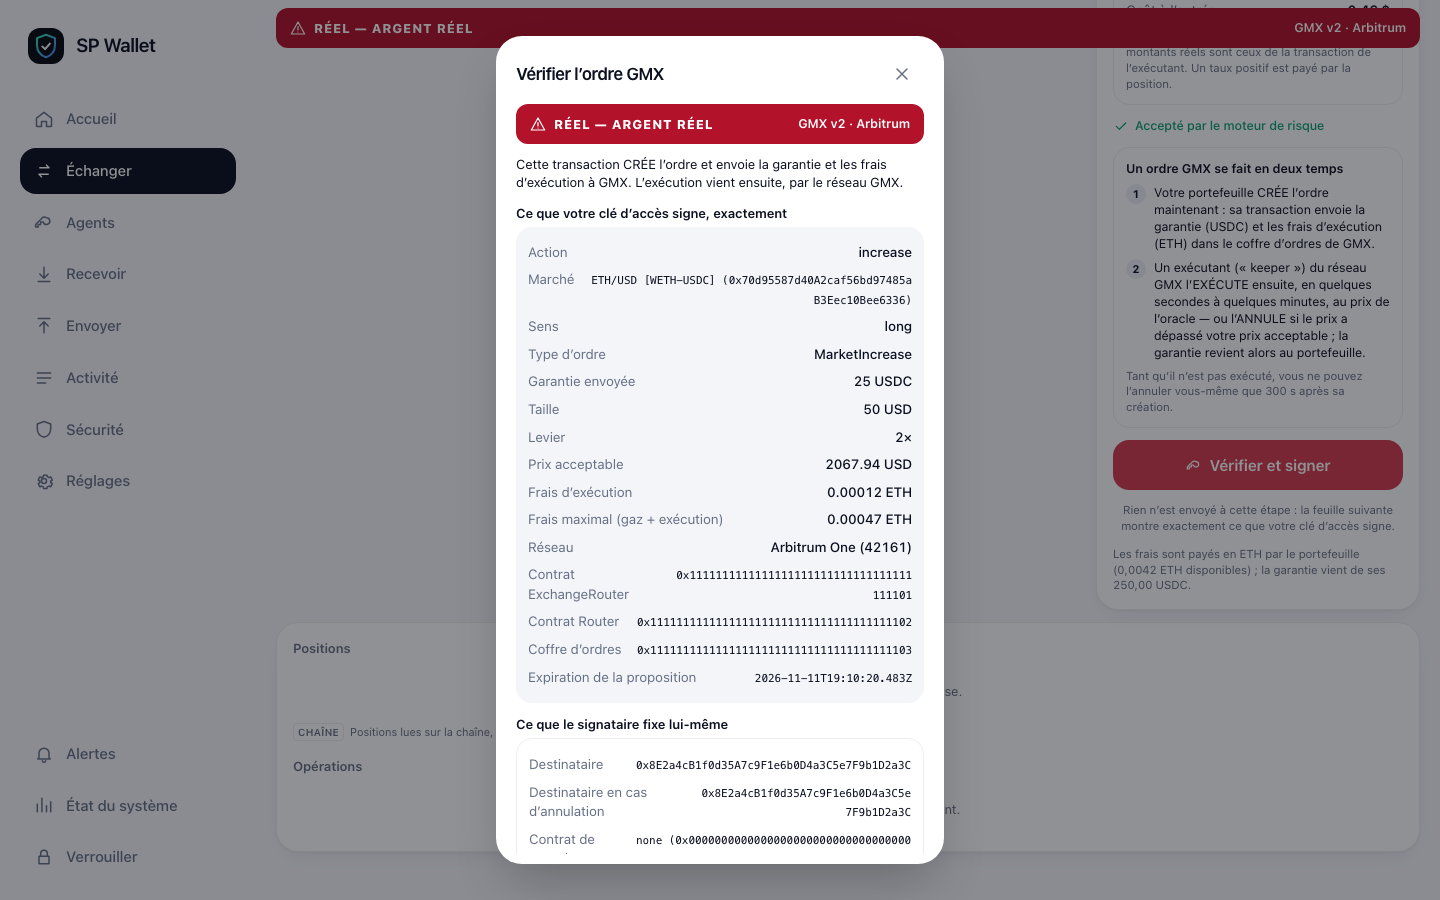 SP Wallet
Accueil
Échanger
Agents
Recevoir
Envoyer
Activité
Sécurité
Réglages
Alertes
État du système
Verrouiller
RÉEL — ARGENT RÉEL
GMX v2 · Arbitrum
Vérifier l’ordre GMX
RÉEL — ARGENT RÉEL
GMX v2 · Arbitrum
Cette transaction CRÉE l’ordre et envoie la garantie et les frais
d’exécution à GMX. L’exécution vient ensuite, par le réseau GMX.
Ce que votre clé d’accès signe, exactement
Action increase
Marché ETH/USD [WETH–USDC] (0x70d95587d40A2caf56bd97485a
B3Eec10Bee6336)
Sens long
Type d’ordre MarketIncrease
Garantie envoyée 25 USDC
Taille 50 USD
Levier 2×
Prix acceptable 2067.94 USD
Frais d’exécution 0.00012 ETH
Frais maximal (gaz + exécution) 0.00047 ETH
Réseau Arbitrum One (42161)
Contrat
ExchangeRouter
Contrat Router
Coffre d’ordres
Expiration de la proposition 2026–11–11T19:10:20.483Z
Ce que le signataire fixe lui-même
Destinataire 0x8E2a4cB1f0d35A7c9F1e6b0D4a3C5e7F9b1D2a3C
Destinataire en cas 0x8E2a4cB1f0d35A7c9F1e6b0D4a3C5e
d’annulation 7F9b1D2a3C
Contrat de none
montants réels sont ceux de la transaction de
l’exécutant. Un taux positif est payé par la
position.
Accepté par le moteur de risque
Un ordre GMX se fait en deux temps
1 Votre portefeuille CRÉE l’ordre
maintenant : sa transaction envoie la
garantie (USDC) et les frais d’exécution
(ETH) dans le coffre d’ordres de GMX.
2 Un exécutant (« keeper ») du réseau
GMX l’EXÉCUTE ensuite, en quelques
secondes à quelques minutes, au prix de
l’oracle — ou l’ANNULE si le prix a
dépassé votre prix acceptable ; la
garantie revient alors au portefeuille.
Tant qu’il n’est pas exécuté, vous ne pouvez
l’annuler vous-même que 300 s après sa
création.
Vérifier et signer
Rien n’est envoyé à cette étape : la feuille suivante
montre exactement ce que votre clé d’accès signe.
Les frais sont payés en ETH par le portefeuille
(0,0042 ETH disponibles) ; la garantie vient de ses
250,00 USDC.
Positions
se.
CHAÎNE Positions lues sur la chaîne,
Opérations
nt.